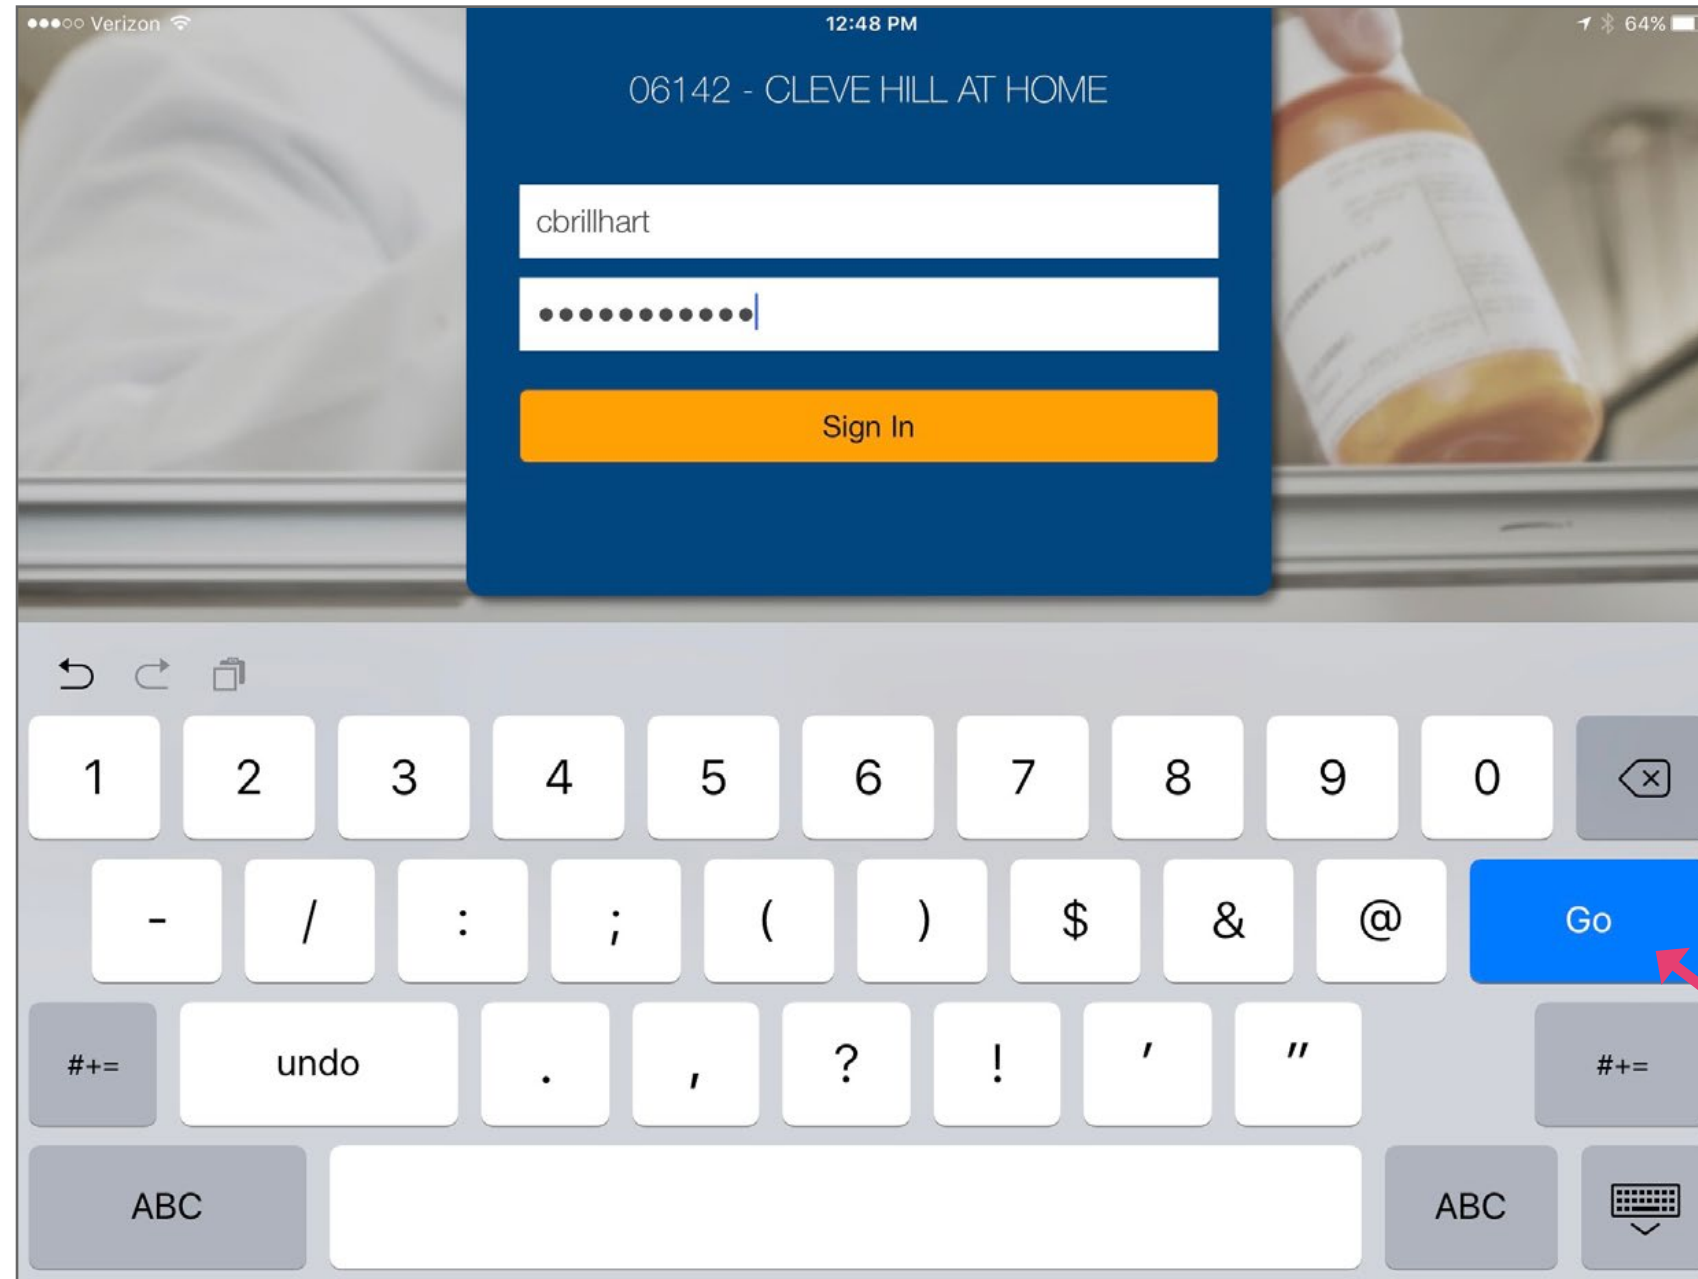 Verizon 12:48 PM 64%
06142 - CLEVE HILL AT HOME
cbrillhart
●●●●●●●●●●●
Sign In
1 2 3 4 5 6 7 8 9 0
- / : ; ( ) $ & @ Go
#+= undo . , ? ! ' " #+=
ABC ABC